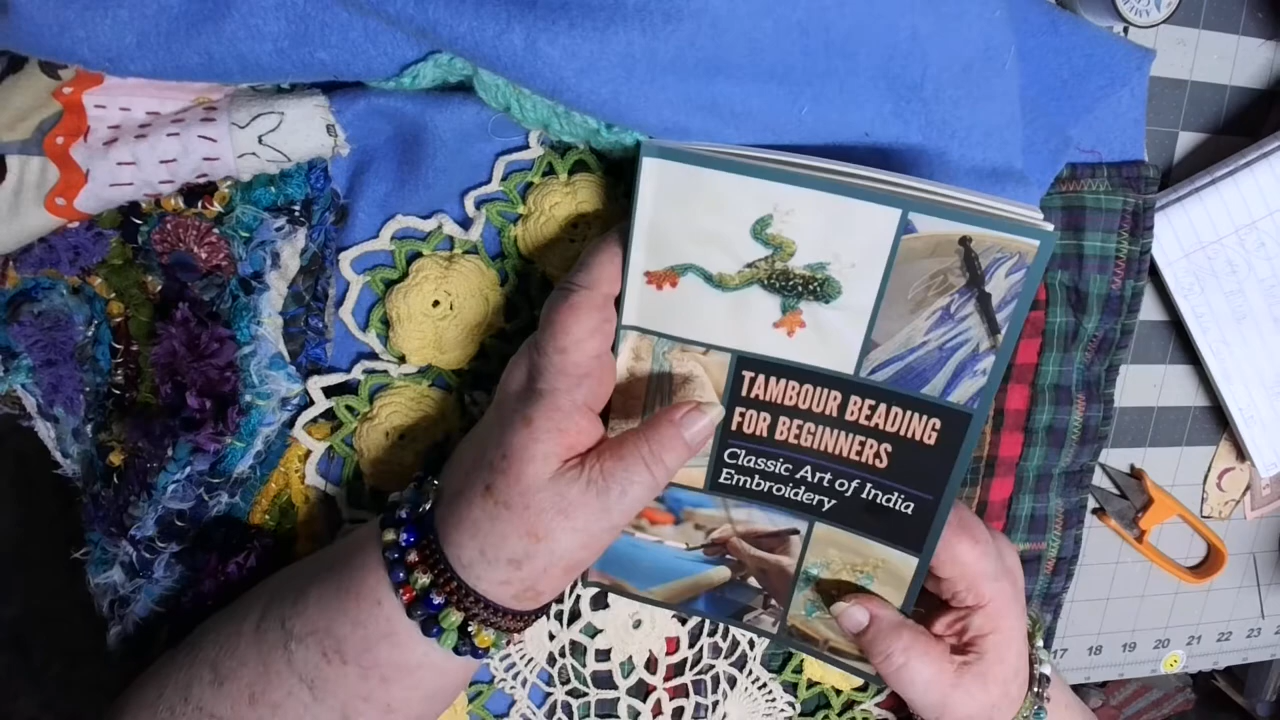 TAMBOUR BEADING
FOR BEGINNERS
Classic Art of India
Embroidery
17 18 19 20 21 22 23